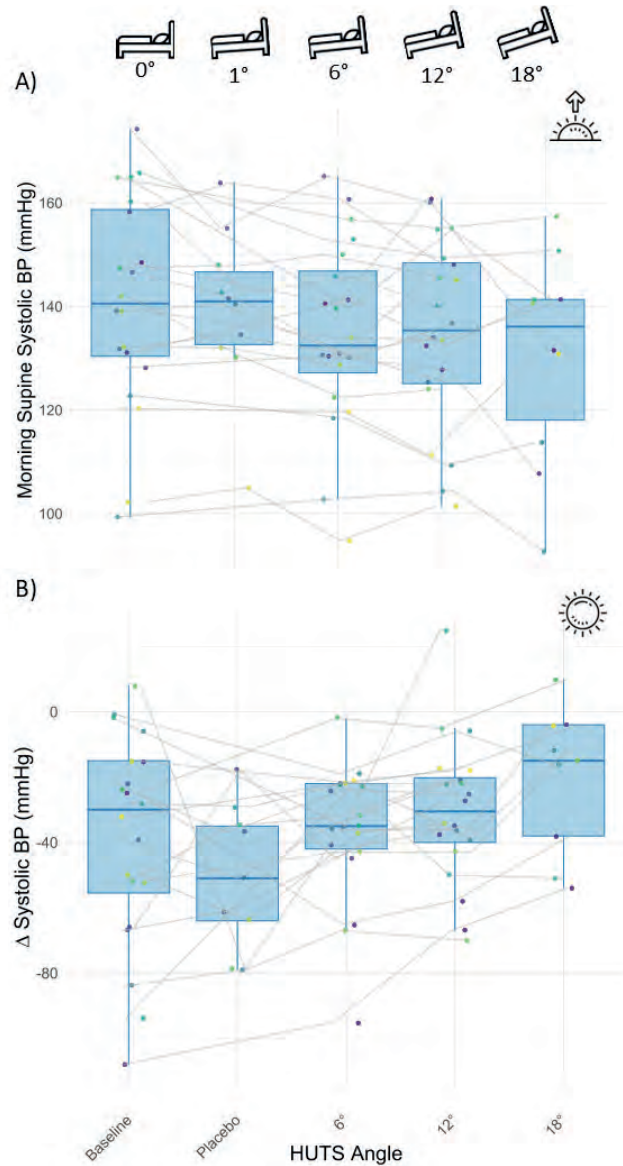 0° 1° 6° 12° 18°
A)
Morning Supine Systolic BP (mmHg)
160
140
120
100
B)
Δ Systolic BP (mmHg)
0
-40
-80
Baseline Placebo 6° 12° 18°
HUTS Angle